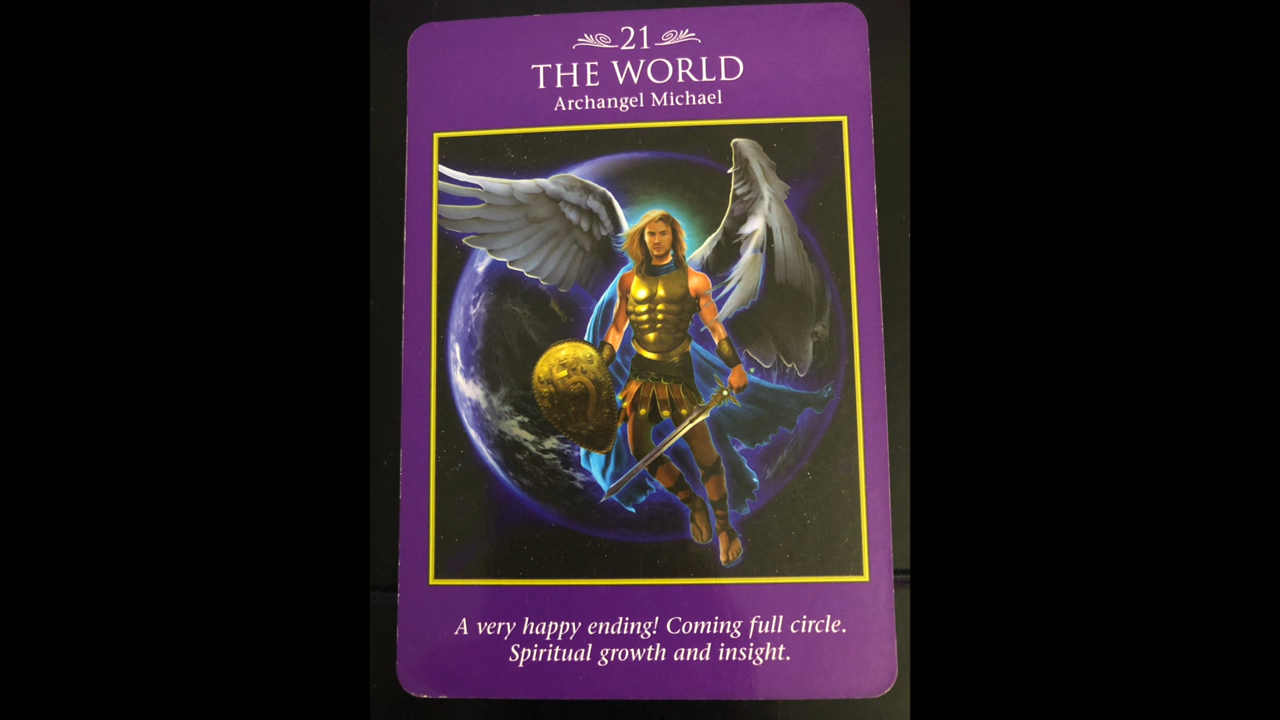 21
THE WORLD
Archangel Michael
A very happy ending! Coming full circle.
Spiritual growth and insight.